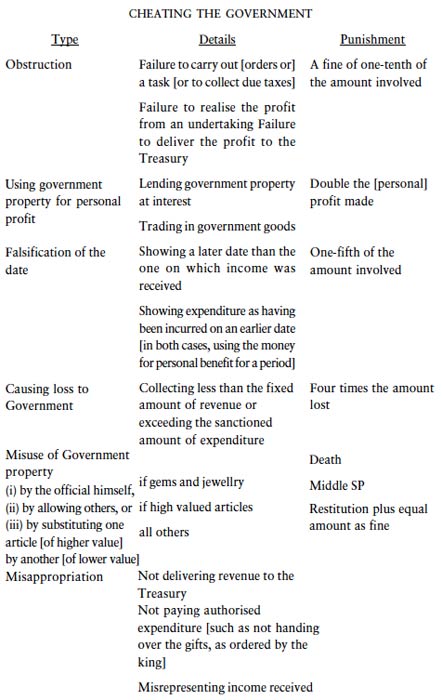 CHEATING THE GOVERNMENT
Type Details Punishment
Obstruction Failure to carry out [orders or] A fine of one-tenth of
a task [or to collect due taxes] the amount involved
Failure to realise the profit
from an undertaking Failure
to deliver the profit to the
Treasury
Using government Lending government property Double the [personal]
property for personal at interest profit made
profit
Trading in government goods
Falsification of the Showing a later date than the One-fifth of the
date one on which income was amount involved
received
Showing expenditure as having
been incurred on an earlier date
[in both cases, using the money
for personal benefit for a period]
Causing loss to Collecting less than the fixed Four times the amount
Government amount of revenue or lost
exceeding the sanctioned
amount of expenditure
Misuse of Government Death
property
(i) by the official himself, if gems and jewellry Middle SP
(ii) by allowing others, or if high valued articles Restitution plus equal
(iii) by substituting one all others amount as fine
article [of higher value]
by another [of lower value]
Misappropriation Not delivering revenue to the
Treasury
Not paying authorised
expenditure [such as not handing
over the gifts, as ordered by the
king]
Misrepresenting income received